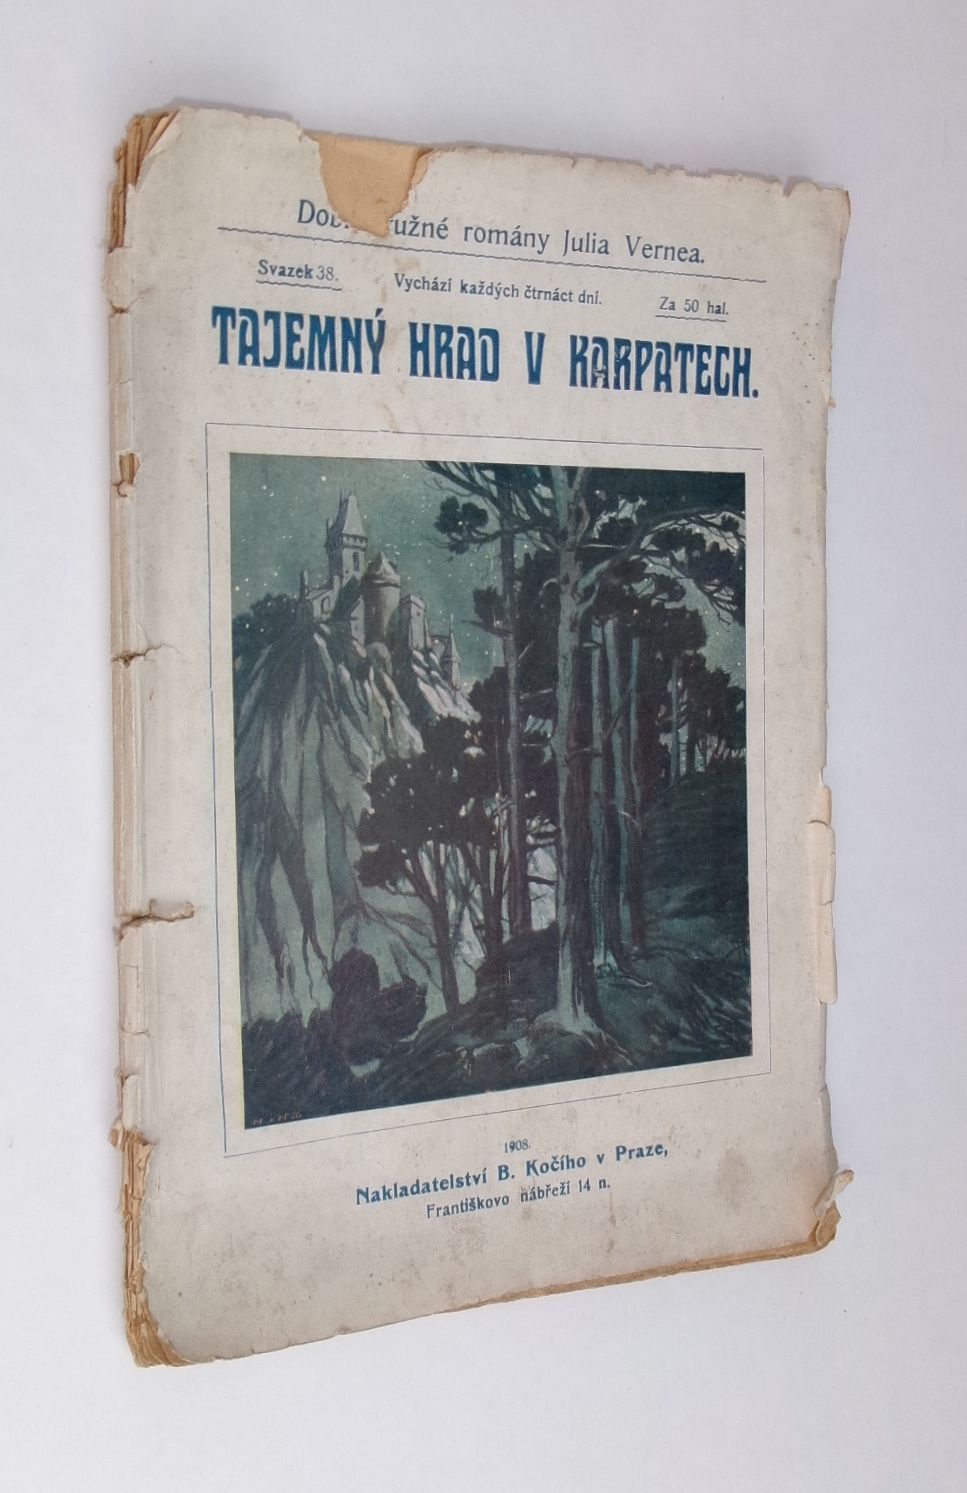 romány Julia Vernea.
Svazek 38.
Vychází každých čtrnáct dní.
Za 50 hal.
TAJEMNÝ HRAD V KARPATECH.
1908.
Nakladatelství B. Kočího v Praze,
Františkovo nábřeží 14 n.